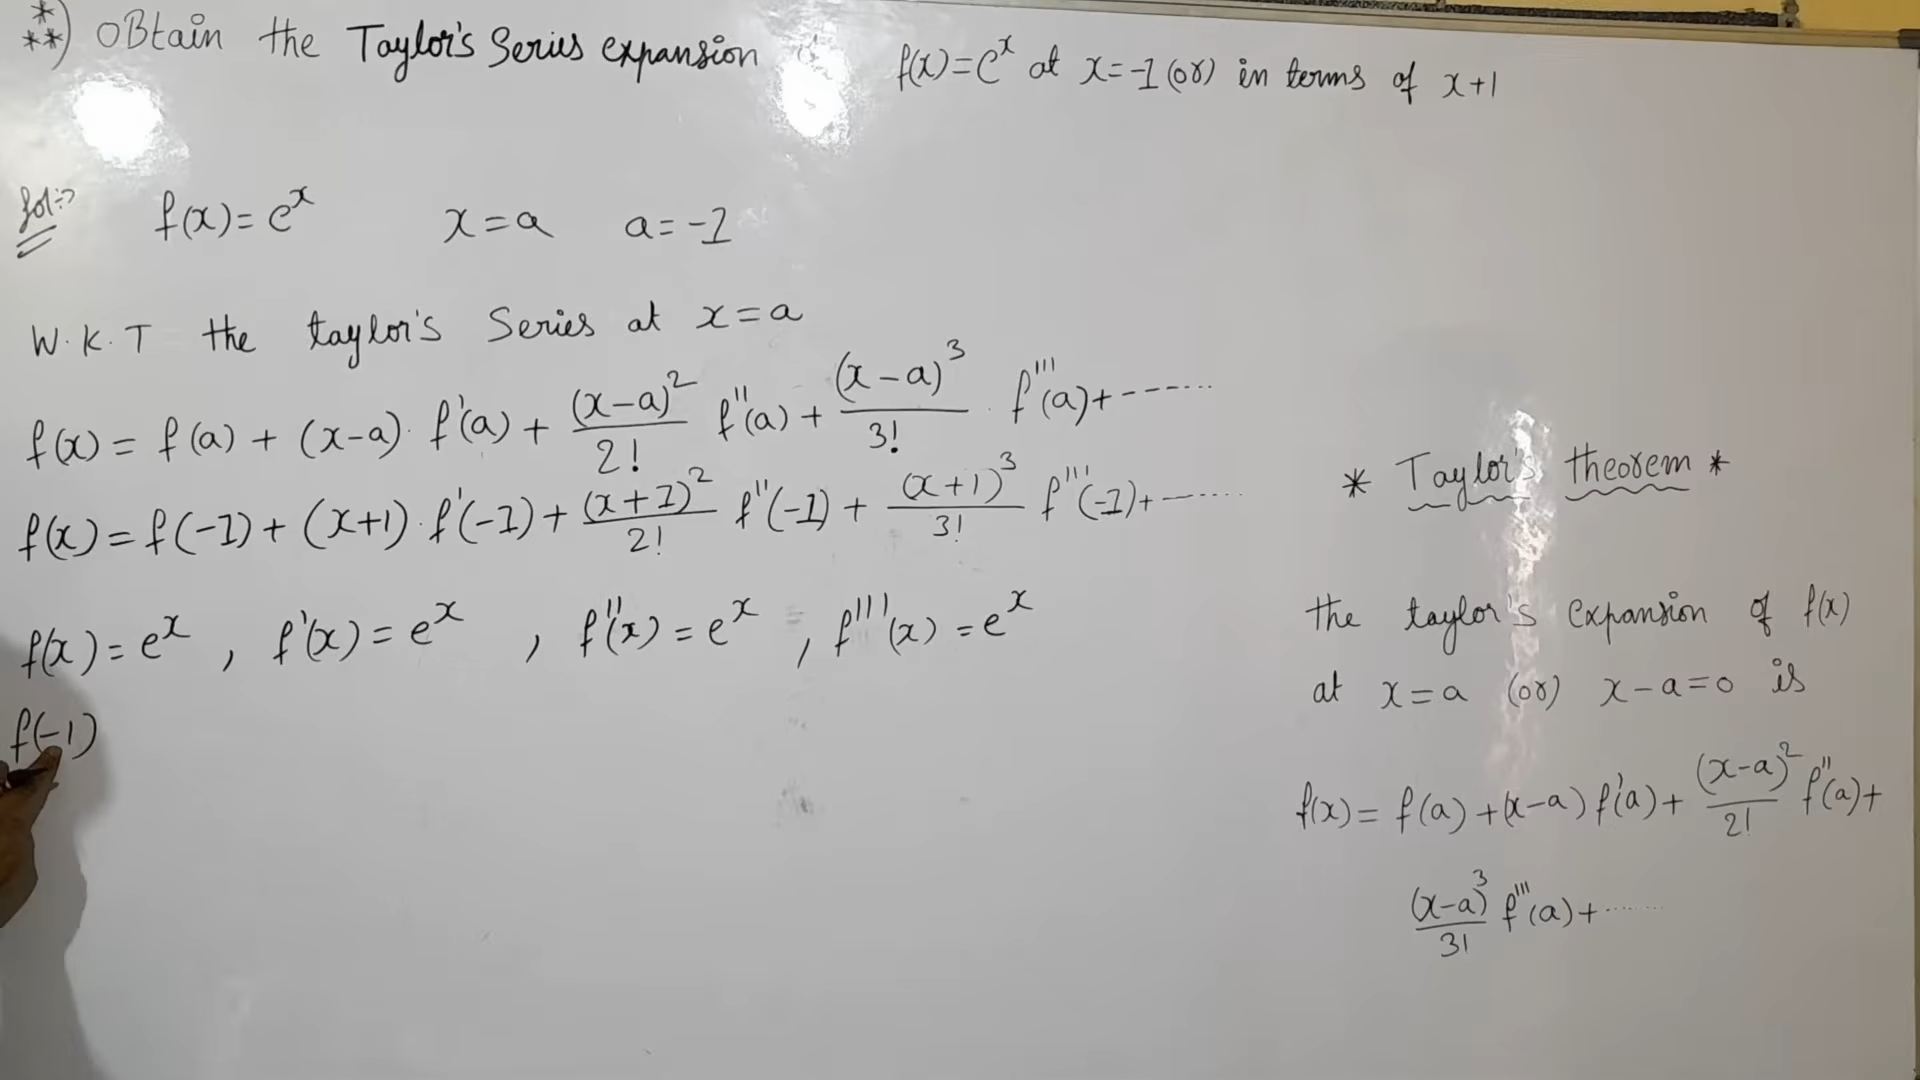 **) OBtain the Taylor's Series expansion f(x)=e^x at x=-1 (or) in terms of x+1
Sol:-> f(x)=e^x x=a a=-1
W.K.T the taylor's Series at x=a
f(x) = f(a) + (x-a). f'(a) + (x-a)^2/2! f''(a) + (x-a)^3/3! . f'''(a)+-------
f(x) = f(-1) + (x+1). f'(-1) + (x+1)^2/2! f''(-1) + (x+1)^3/3! f'''(-1)+-------
f(x) = e^x , f'(x) = e^x , f''(x) = e^x , f'''(x) = e^x
f(-1)
* Taylor's theorem *
the taylor's expansion of f(x)
at x=a (or) x-a=0 is
f(x) = f(a) +(x-a) f'(a)+ (x-a)^2/2! f''(a)+
(x-a)^3/3! f'''(a)+.......